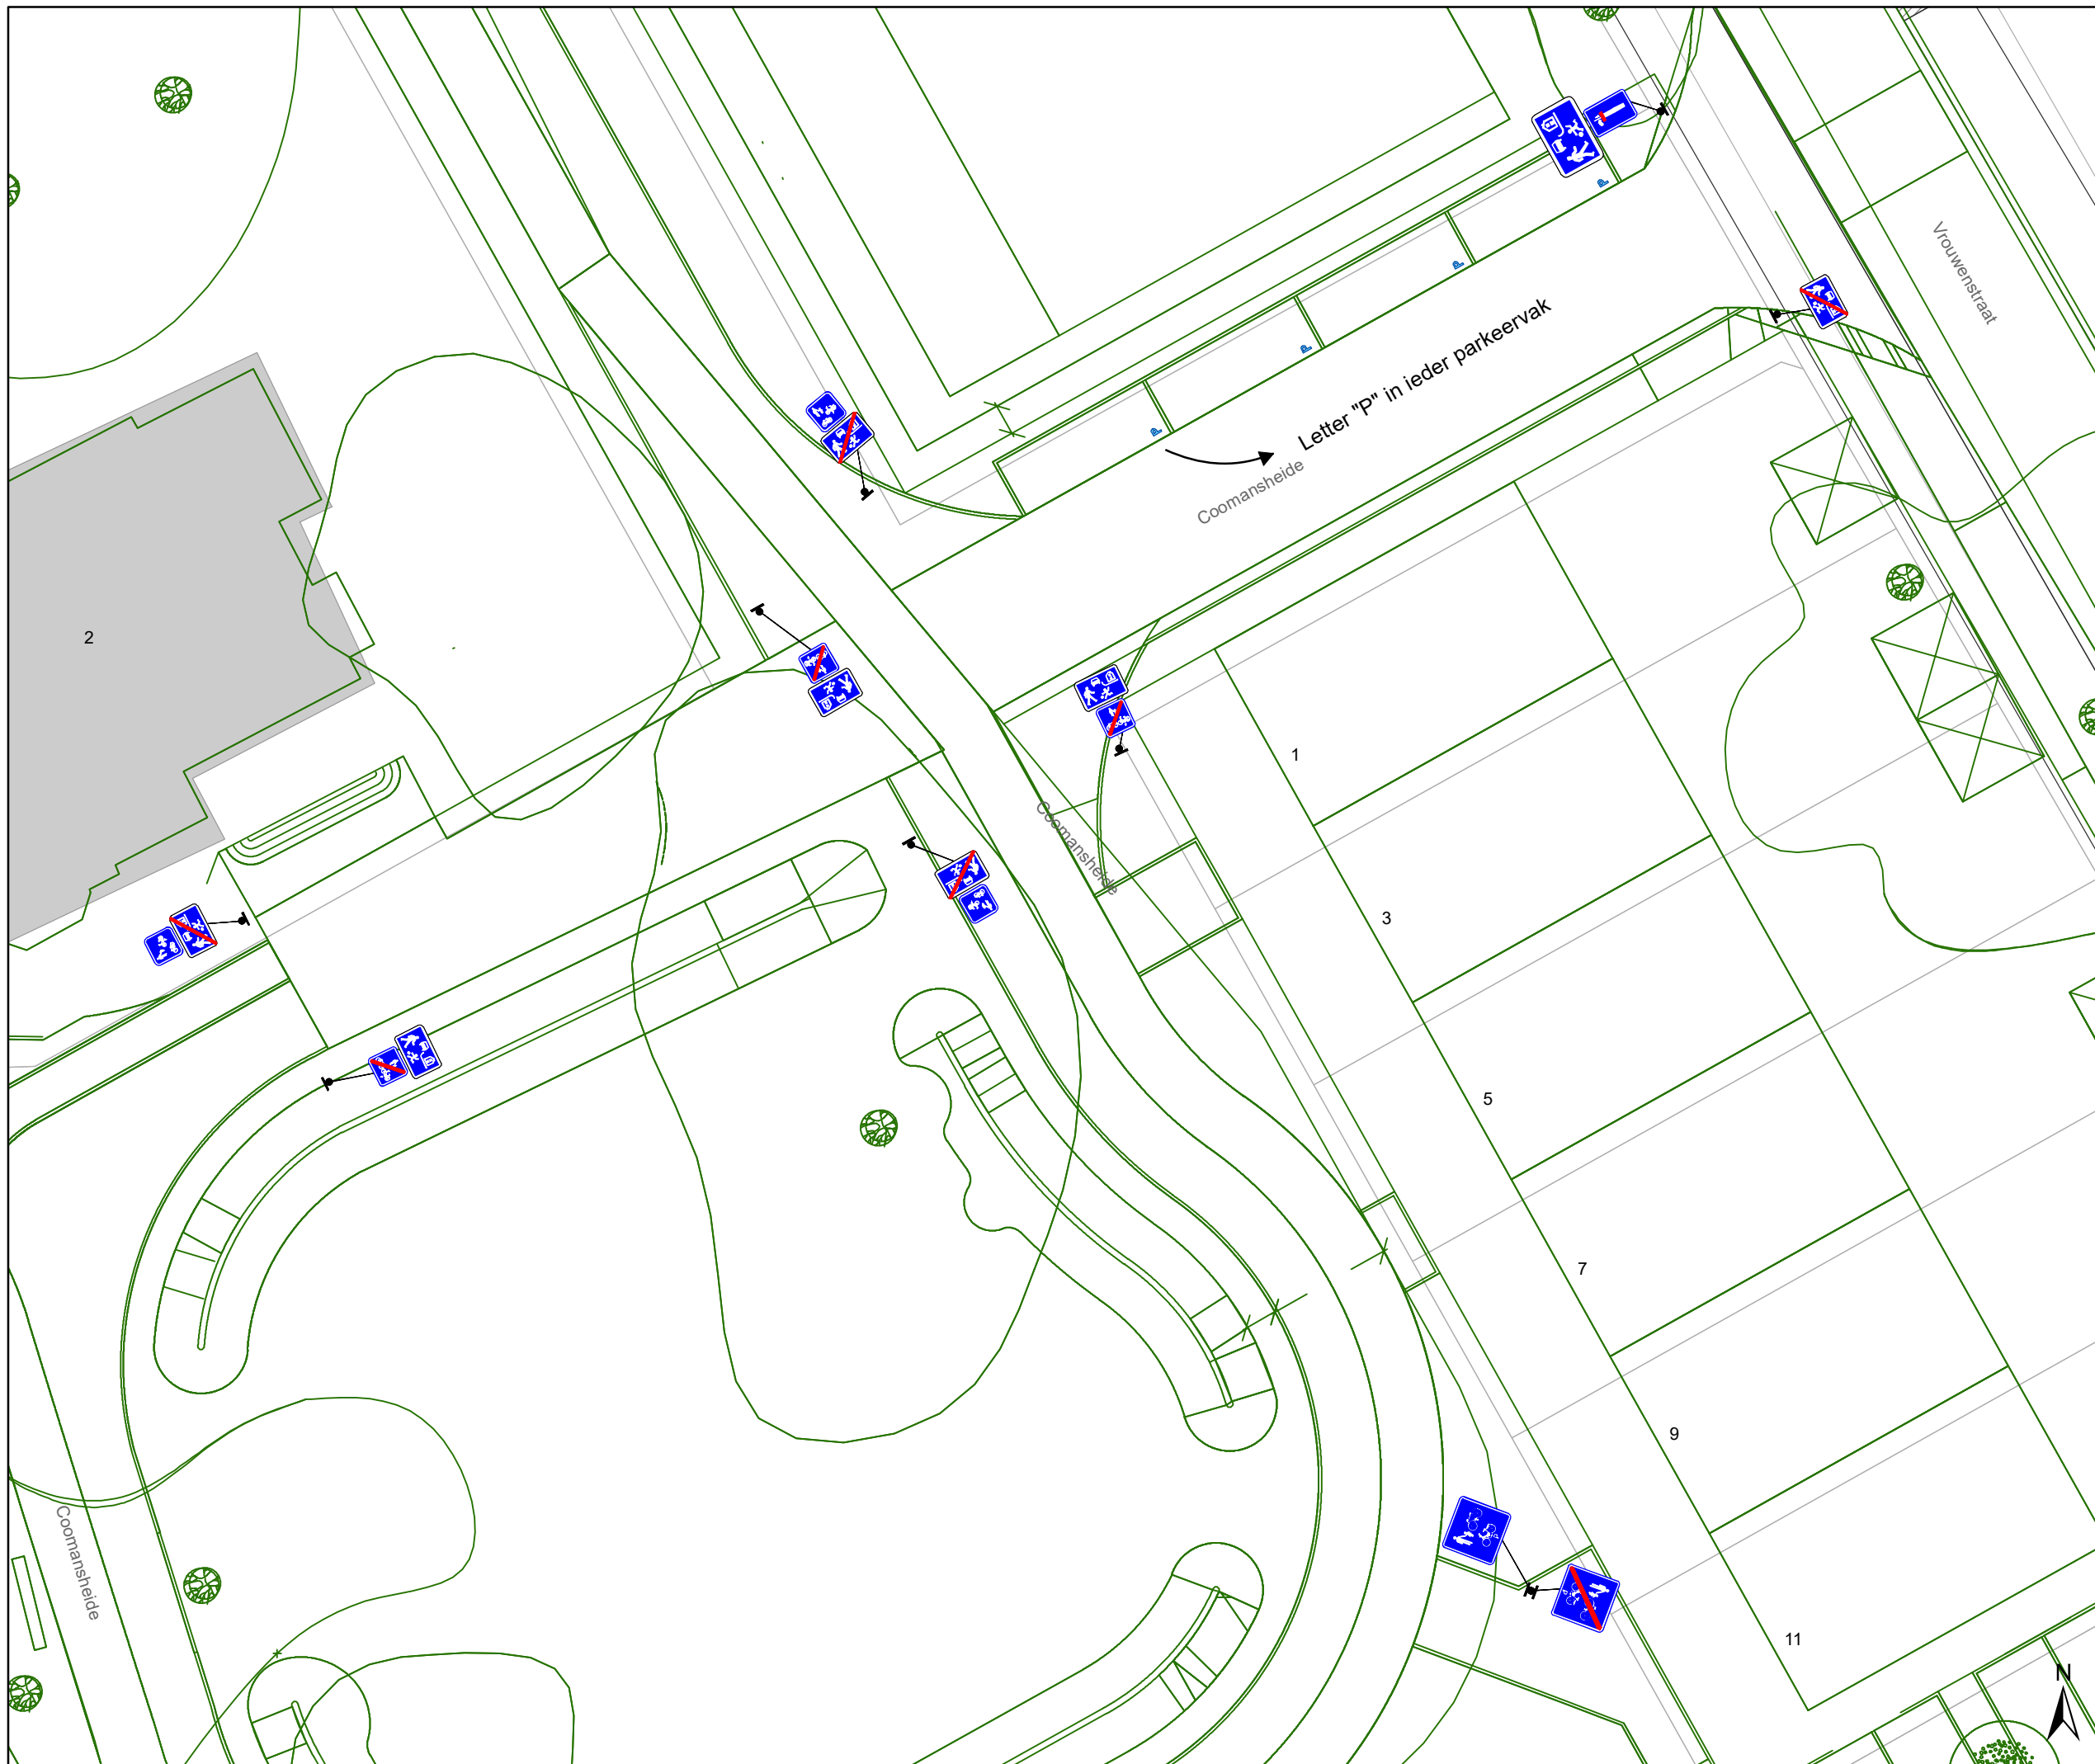 Vrouwenstraat
P
P
Letter "P" in ieder parkeervak
P
P
Coomansheide
2
1
Coomansheide
3
5
7
9
Coomansheide
11
N